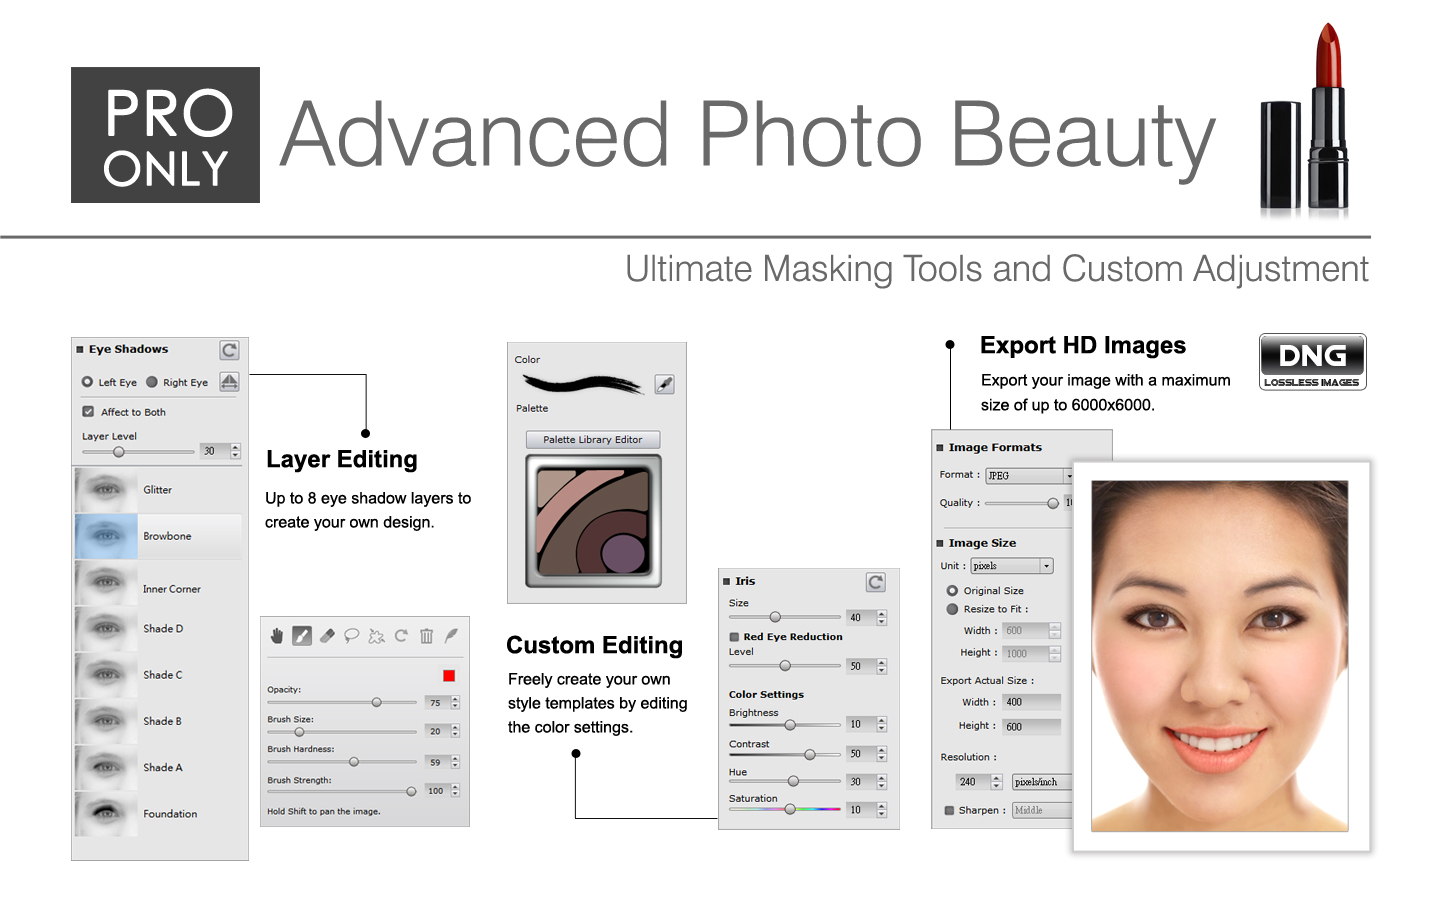 PRO
ONLY
Advanced Photo Beauty
Ultimate Masking Tools and Custom Adjustment
Eye Shadows
Left Eye
Right Eye
Affect to Both
Layer Level
30
Glitter
Browbone
Inner Corner
Shade D
Shade C
Shade B
Shade A
Foundation
Layer Editing
Up to 8 eye shadow layers to
create your own design.
Opacity:
75
Brush Size:
20
Brush Hardness:
59
Brush Strength:
100
Hold Shift to pan the image.
Color
Palette
Palette Library Editor
Custom Editing
Freely create your own
style templates by editing
the color settings.
Iris
Size
40
Red Eye Reduction
Level
50
Color Settings
Brightness
10
Contrast
50
Hue
30
Saturation
10
Export HD Images
Export your image with a maximum
size of up to 6000x6000.
DNG
LOSSLESS IMAGES
Image Formats
Format : JPEG
Quality :
Image Size
Unit : pixels
Original Size
Resize to Fit :
Width : 600
Height : 1000
Export Actual Size :
Width : 400
Height : 600
Resolution :
240 pixels/inch
Sharpen : Middle